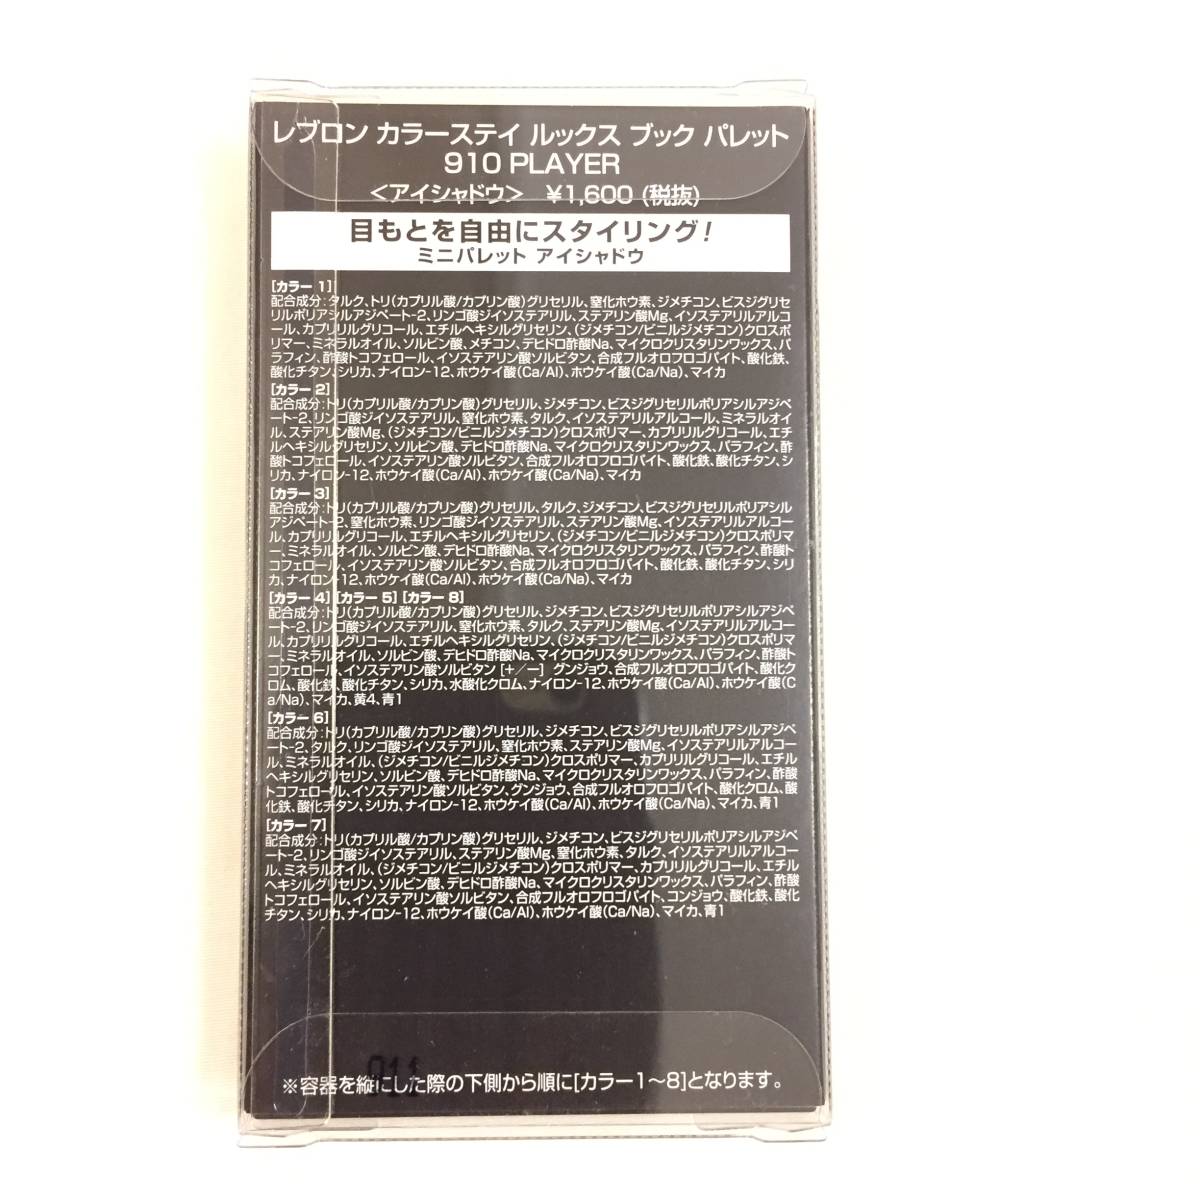 レブロン カラーステイ ルックス ブック パレット
910 PLAYER
＜アイシャドウ＞ ¥1,600 (税抜)
目もとを自由にスタイリング!
ミニパレット アイシャドウ
[カラー 1]
配合成分：タルク、トリ(カプリル酸/カプリン酸)グリセリル、窒化ホウ素、ジメチコン、ビスジグリセ
リルポリアシルアジペート-2、リンゴ酸ジイソステアリル、ステアリン酸Mg、イソステアリルアルコ
ール、カプリリルグリコール、エチルヘキシルグリセリン、(ジメチコン/ビニルジメチコン)クロスポ
リマー、ミネラルオイル、ソルビン酸、メチコン、デヒドロ酢酸Na、マイクロクリスタリンワックス、パ
ラフィン、酢酸トコフェロール、イソステアリン酸ソルビタン、合成フルオロフロゴパイト、酸化鉄、
酸化チタン、シリカ、ナイロン-12、ホウケイ酸(Ca/Al)、ホウケイ酸(Ca/Na)、マイカ
[カラー 2]
配合成分：トリ(カプリル酸/カプリン酸)グリセリル、ジメチコン、ビスジグリセリルポリアシルアジペ
ート-2、リンゴ酸ジイソステアリル、窒化ホウ素、タルク、イソステアリルアルコール、ミネラルオイ
ル、ステアリン酸Mg、(ジメチコン/ビニルジメチコン)クロスポリマー、カプリリルグリコール、エチ
ルヘキシルグリセリン、ソルビン酸、デヒドロ酢酸Na、マイクロクリスタリンワックス、パラフィン、酢
酸トコフェロール、イソステアリン酸ソルビタン、合成フルオロフロゴパイト、酸化鉄、酸化チタン、シ
リカ、ナイロン-12、ホウケイ酸(Ca/Al)、ホウケイ酸(Ca/Na)、マイカ
[カラー 3]
配合成分：トリ(カプリル酸/カプリン酸)グリセリル、タルク、ジメチコン、ビスジグリセリルポリアシル
アジペート-2、窒化ホウ素、リンゴ酸ジイソステアリル、ステアリン酸Mg、イソステアリルアルコー
ル、カプリリルグリコール、エチルヘキシルグリセリン、(ジメチコン/ビニルジメチコン)クロスポリマ
ー、ミネラルオイル、ソルビン酸、デヒドロ酢酸Na、マイクロクリスタリンワックス、パラフィン、酢酸ト
コフェロール、イソステアリン酸ソルビタン、合成フルオロフロゴパイト、酸化鉄、酸化チタン、シリ
カ、ナイロン-12、ホウケイ酸(Ca/Al)、ホウケイ酸(Ca/Na)、マイカ
[カラー 4] [カラー 5] [カラー 8]
配合成分：トリ(カプリル酸/カプリン酸)グリセリル、ジメチコン、ビスジグリセリルポリアシルアジペ
ート-2、リンゴ酸ジイソステアリル、窒化ホウ素、タルク、ステアリン酸Mg、イソステアリルアルコー
ル、カプリリルグリコール、エチルヘキシルグリセリン、(ジメチコン/ビニルジメチコン)クロスポリマ
ー、ミネラルオイル、ソルビン酸、デヒドロ酢酸Na、マイクロクリスタリンワックス、パラフィン、酢酸ト
コフェロール、イソステアリン酸ソルビタン [+／−] グンジョウ、合成フルオロフロゴパイト、酸化ク
ロム、酸化鉄、酸化チタン、シリカ、水酸化クロム、ナイロン-12、ホウケイ酸(Ca/Al)、ホウケイ酸(C
a/Na)、マイカ、黄4、青1
[カラー 6]
配合成分：トリ(カプリル酸/カプリン酸)グリセリル、ジメチコン、ビスジグリセリルポリアシルアジペ
ート-2、タルク、リンゴ酸ジイソステアリル、窒化ホウ素、ステアリン酸Mg、イソステアリルアルコー
ル、ミネラルオイル、(ジメチコン/ビニルジメチコン)クロスポリマー、カプリリルグリコール、エチル
ヘキシルグリセリン、ソルビン酸、デヒドロ酢酸Na、マイクロクリスタリンワックス、パラフィン、酢酸
トコフェロール、イソステアリン酸ソルビタン、グンジョウ、合成フルオロフロゴパイト、酸化クロム、酸
化鉄、酸化チタン、シリカ、ナイロン-12、ホウケイ酸(Ca/Al)、ホウケイ酸(Ca/Na)、マイカ、青1
[カラー 7]
配合成分：トリ(カプリル酸/カプリン酸)グリセリル、ジメチコン、ビスジグリセリルポリアシルアジペ
ート-2、リンゴ酸ジイソステアリル、ステアリン酸Mg、窒化ホウ素、タルク、イソステアリルアルコー
ル、ミネラルオイル、(ジメチコン/ビニルジメチコン)クロスポリマー、カプリリルグリコール、エチル
ヘキシルグリセリン、ソルビン酸、デヒドロ酢酸Na、マイクロクリスタリンワックス、パラフィン、酢酸
トコフェロール、イソステアリン酸ソルビタン、合成フルオロフロゴパイト、コンジョウ、酸化鉄、酸化
チタン、シリカ、ナイロン-12、ホウケイ酸(Ca/Al)、ホウケイ酸(Ca/Na)、マイカ、青1
911
※容器を縦にした際の下側から順に[カラー1〜8]となります。